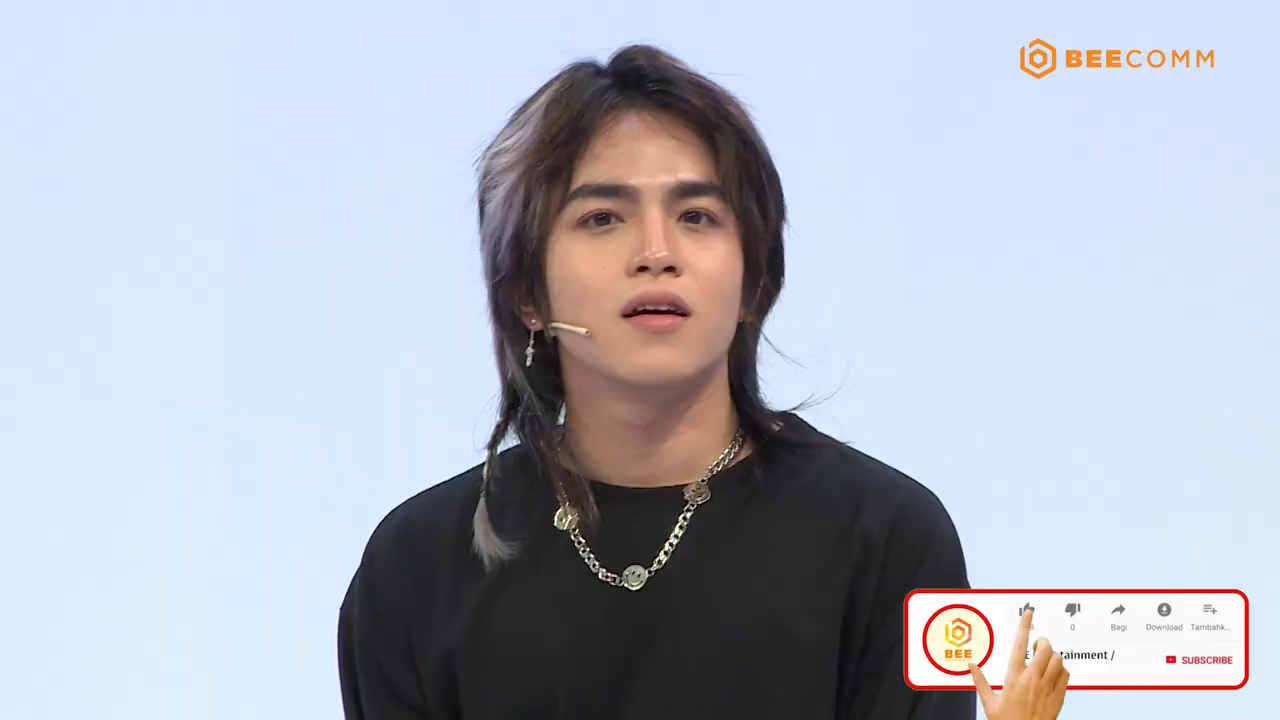 BEECOMM
0
Bagi
Download
Tambahk...
BEE
tainment /
SUBSCRIBE